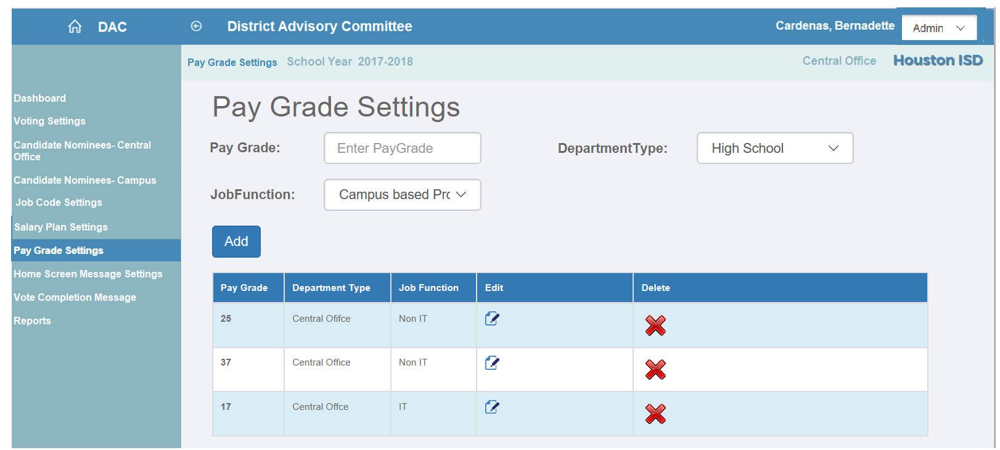 DAC District Advisory Committee Cardenas, Bernadette Admin
Pay Grade Settings School Year 2017-2018 Central Office Houston ISD
Dashboard
Voting Settings
Candidate Nominees- Central
Office
Candidate Nominees- Campus
Job Code Settings
Salary Plan Settings
Pay Grade Settings
Home Screen Message Settings
Vote Completion Message
Reports
Pay Grade Settings
Pay Grade: Enter PayGrade DepartmentType: High School
JobFunction: Campus based Pro
Add
Pay Grade Department Type Job Function Edit Delete
25 Central Ofifce Non IT
37 Central Office Non IT
17 Central Offce IT